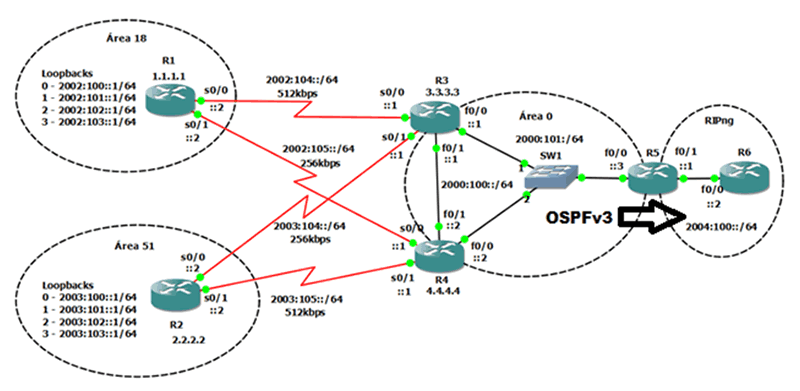 Área 18
R1
1.1.1.1
Loopbacks
0 - 2002:100::1/64
1 - 2002:101::1/64
2 - 2002:102::1/64
3 - 2002:103::1/64
s0/0
::2
s0/1
::2
2002:104::/64
512kbps
2002:105::/64
256kbps
R3
3.3.3.3
s0/0
::1
f0/0
::1
s0/1
::1
f0/1
::1
Área 0
2000:101:/64
SW1
1
2
2000:100::/64
f0/0
::3
R5
f0/1
::1
RIPng
R6
f0/0
::2
2004:100::/64
OSPFv3
f0/1
::2
s0/0
::1
f0/0
::2
s0/1
::1
R4
4.4.4.4
2003:104::/64
256kbps
2003:105::/64
512kbps
Área 51
Loopbacks
0 - 2003:100::1/64
1 - 2003:101::1/64
2 - 2003:102::1/64
3 - 2003:103::1/64
s0/0
::2
s0/1
::2
R2
2.2.2.2